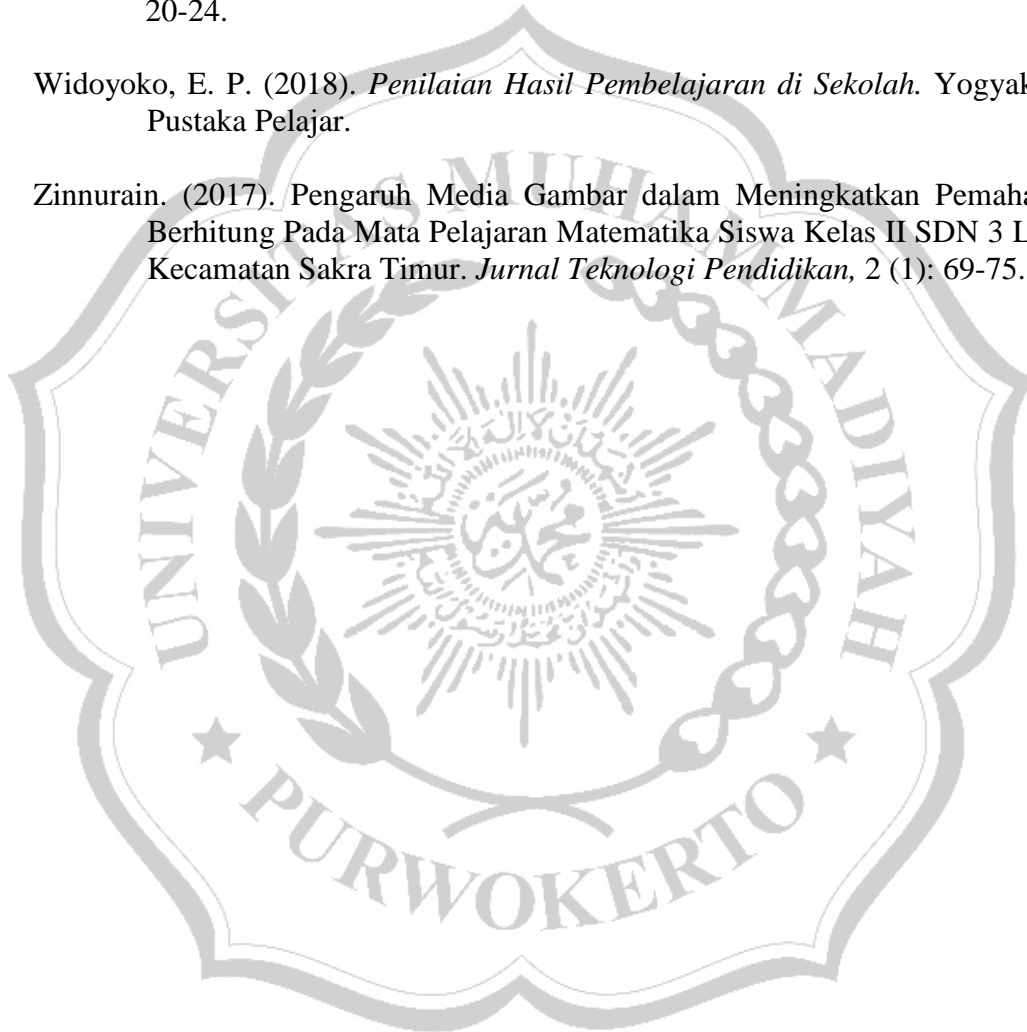 20-24.
Widoyoko, E. P. (2018). Penilaian Hasil Pembelajaran di Sekolah. Yogyak
Pustaka Pelajar.
Zinnurain. (2017). Pengaruh Media Gambar dalam Meningkatkan Pemaha
Berhitung Pada Mata Pelajaran Matematika Siswa Kelas II SDN 3 L
Kecamatan Sakra Timur. Jurnal Teknologi Pendidikan, 2 (1): 69-75.
UNIVERSITAS MUHAMMADIYAH
محمدية
PURWOKERTO